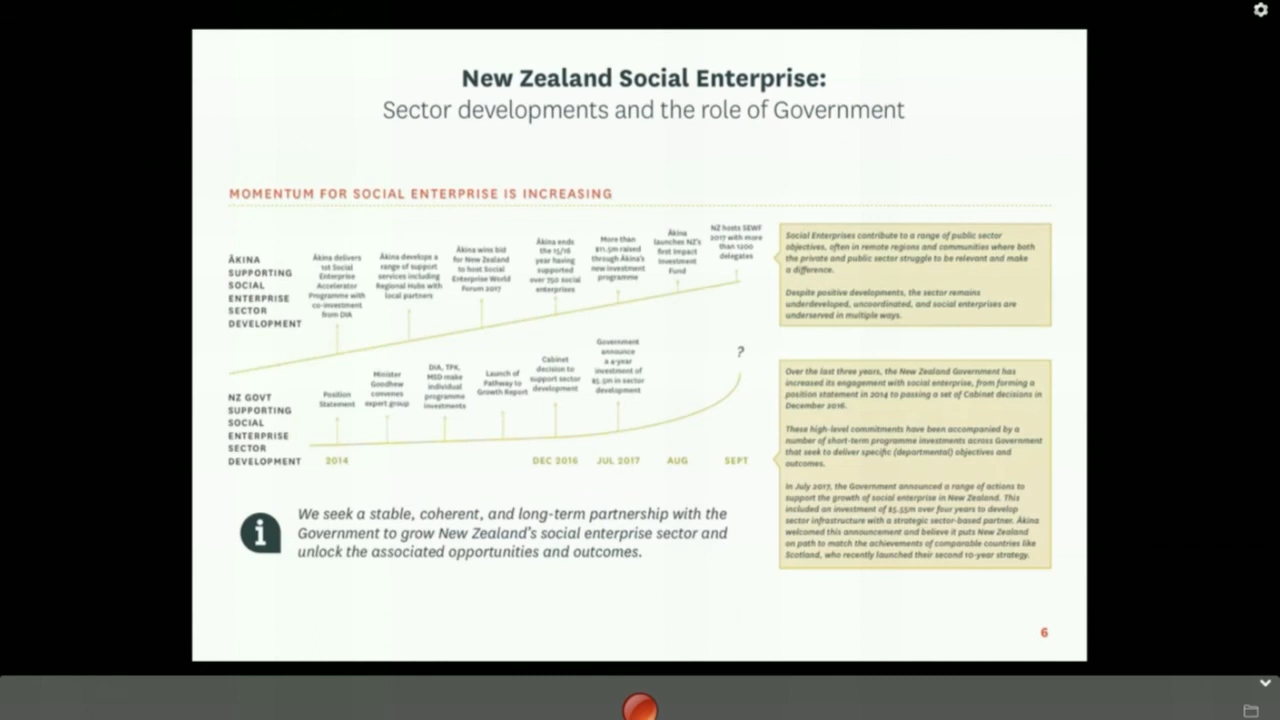 New Zealand Social Enterprise:
Sector developments and the role of Government
MOMENTUM FOR SOCIAL ENTERPRISE IS INCREASING
ĀKINA
SUPPORTING
SOCIAL
ENTERPRISE
SECTOR
DEVELOPMENT
Ākina delivers
1st Social
Enterprise
Accelerator
Programme with
co-investment
from DIA
Ākina develops a
range of support
services including
Regional Hubs with
local partners
Ākina wins bid
for New Zealand
to host Social
Enterprise World
Forum 2017
Ākina ends
the 15/16
year having
supported
over 750 social
enterprises
More than
$11.5m raised
through Ākina's
new investment
programme
Ākina
launches NZ's
first Impact
Investment
Fund
NZ hosts SEWF
2017 with more
than 1200
delegates
NZ GOVT
SUPPORTING
SOCIAL
ENTERPRISE
SECTOR
DEVELOPMENT
Position
Statement
Minister
Goodhew
convenes
expert group
DIA, TPK,
MSD make
individual
programme
investments
Launch of
Pathway to
Growth Report
Cabinet
decision to
support sector
development
Government
announce
a 4-year
investment of
$5.5m in sector
development
?
2014
DEC 2016
JUL 2017
AUG
SEPT
Social Enterprises contribute to a range of public sector
objectives, often in remote regions and communities where both
the private and public sector struggle to be relevant and make
a difference.
Despite positive developments, the sector remains
underdeveloped, uncoordinated, and social enterprises are
underserved in multiple ways.
Over the last three years, the New Zealand Government has
increased its engagement with social enterprise, from forming a
position statement in 2014 to passing a set of Cabinet decisions in
December 2016.
These high-level commitments have been accompanied by a
number of short-term programme investments across Government
that seek to deliver specific (departmental) objectives and
outcomes.
In July 2017, the Government announced a range of actions to
support the growth of social enterprise in New Zealand. This
included an investment of $5.55m over four years to develop
sector infrastructure with a strategic sector-based partner. Ākina
welcomed this announcement and believe it puts New Zealand
on path to match the achievements of comparable countries like
Scotland, who recently launched their second 10-year strategy.
i
We seek a stable, coherent, and long-term partnership with the
Government to grow New Zealand's social enterprise sector and
unlock the associated opportunities and outcomes.
6